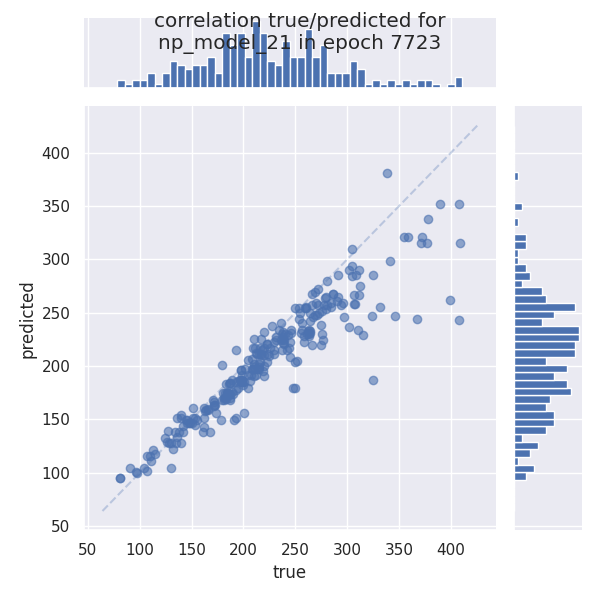 correlation true/predicted for
np_model_21 in epoch 7723
400
350
300
250
200
150
100
50
predicted
50 100 150 200 250 300 350 400
true